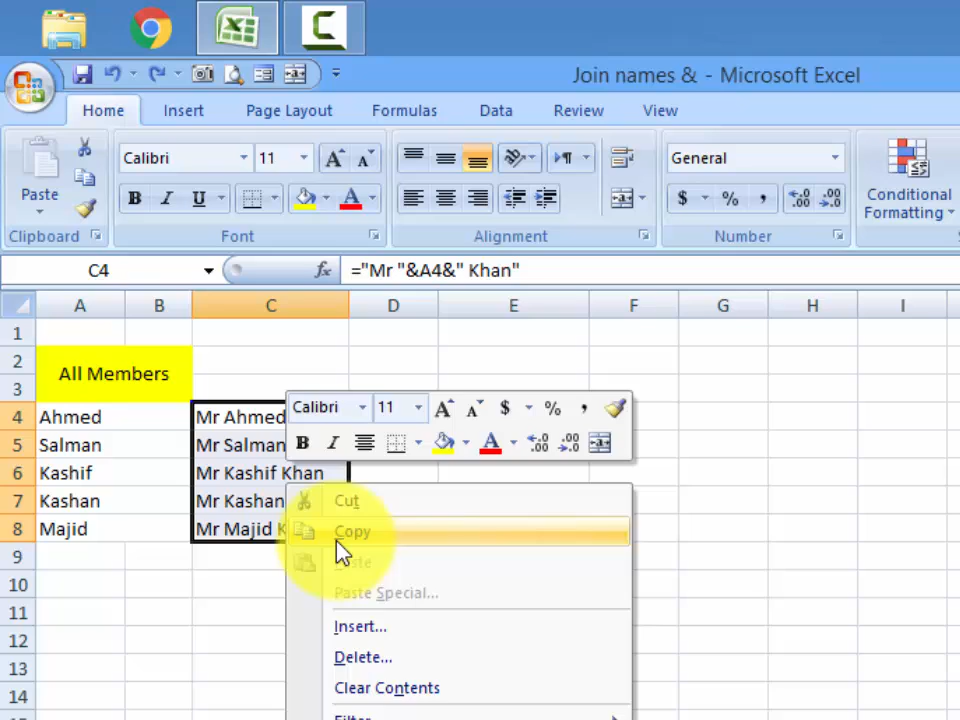 Join names & - Microsoft Excel
Home Insert Page Layout Formulas Data Review View
Calibri 11 General
Paste
B I U $ % , Conditional
Formatting
Clipboard Font Alignment Number
C4 fx ="Mr "&A4&" Khan"
A B C D E F G H I
1
2
All Members
3
4 Ahmed Mr Ahmed
5 Salman Mr Salman
6 Kashif Mr Kashif Khan
7 Kashan Mr Kashan
8 Majid Mr Majid K
9
10
11
12
13
14
Calibri 11 A A $ % ,
B I A
Cut
Copy
Paste
Paste Special...
Insert...
Delete...
Clear Contents
Filter